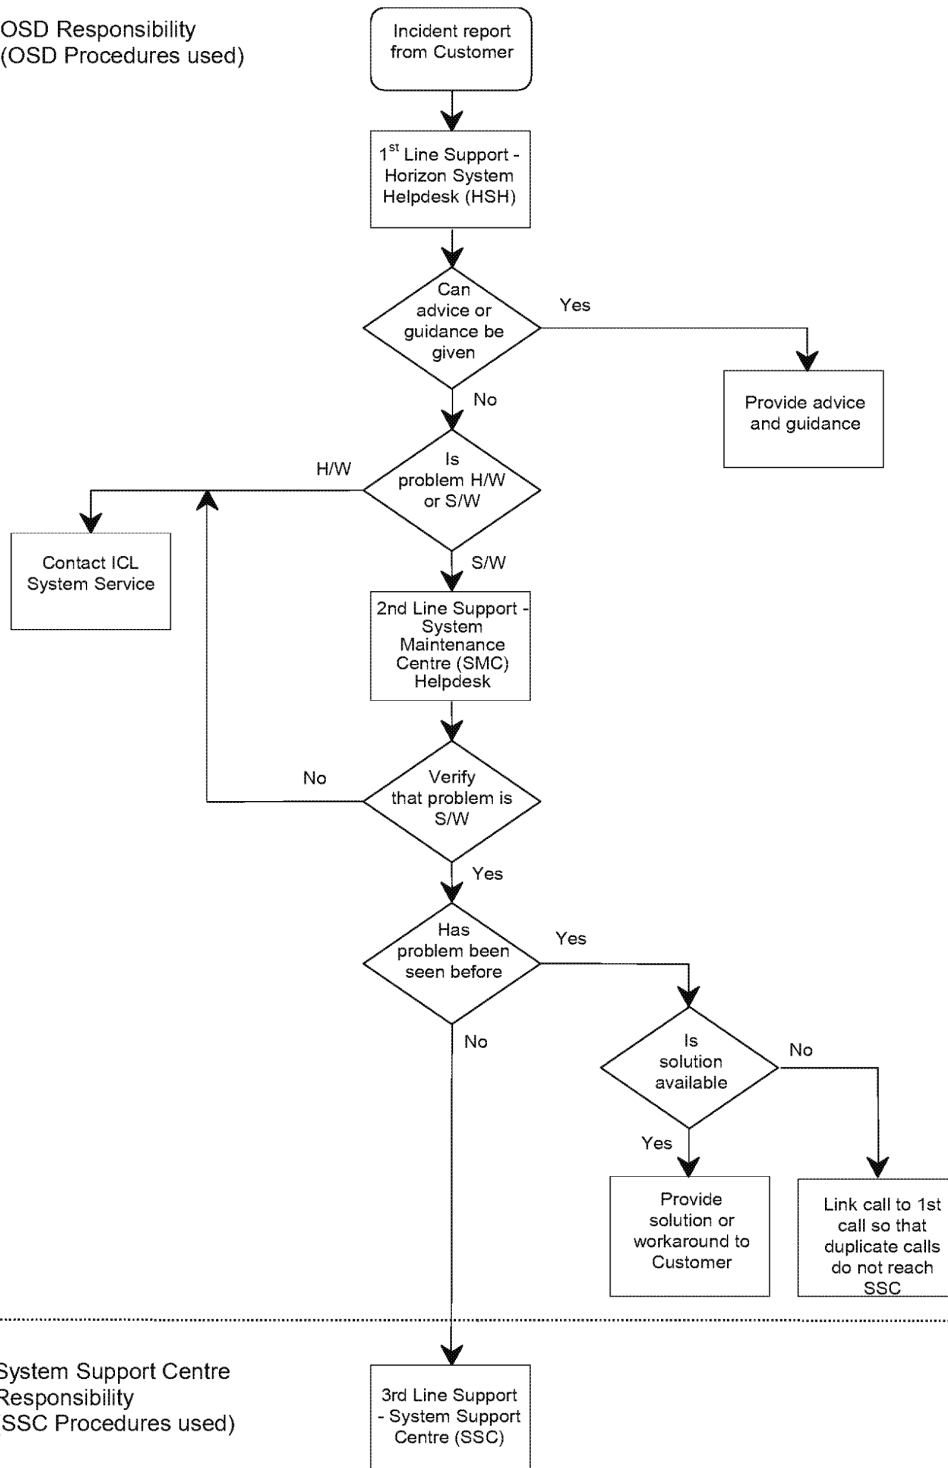 OSD Responsibility
(OSD Procedures used)
Incident report
from Customer
1st Line Support -
Horizon System
Helpdesk (HSH)
Can
advice or
guidance be
given
Yes
No
Provide advice
and guidance
Is
problem H/W
or S/W
H/W
S/W
Contact ICL
System Service
2nd Line Support -
System
Maintenance
Centre (SMC)
Helpdesk
Verify
that problem is
S/W
No
Yes
Has
problem been
seen before
Yes
No
Is
solution
available
No
Yes
Provide
solution or
workaround to
Customer
Link call to 1st
call so that
duplicate calls
do not reach
SSC
System Support Centre
Responsibility
(SSC Procedures used)
3rd Line Support
- System Support
Centre (SSC)